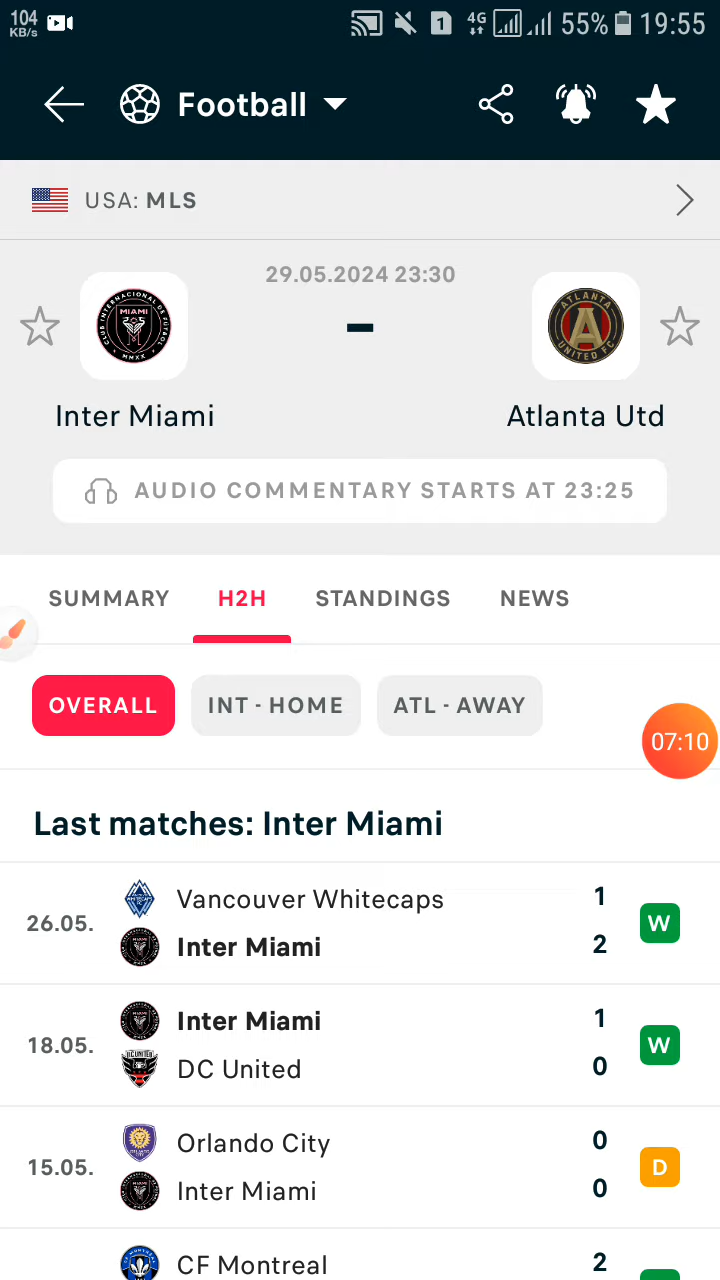 104
KB/s
1 4G 55% 19:55
Football
USA: MLS
29.05.2024 23:30
-
Inter Miami
Atlanta Utd
AUDIO COMMENTARY STARTS AT 23:25
SUMMARY H2H STANDINGS NEWS
OVERALL INT - HOME ATL - AWAY
07:10
Last matches: Inter Miami
Vancouver Whitecaps 1
26.05. W
Inter Miami 2
Inter Miami 1
18.05. W
DC United 0
Orlando City 0
15.05. D
Inter Miami 0
CF Montreal 2